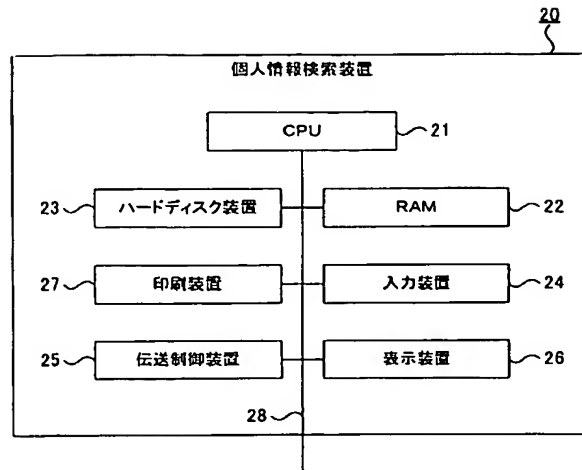 20
個人情報検索装置
CPU
21
23
ハードディスク装置
RAM
22
27
印刷装置
入力装置
24
25
伝送制御装置
表示装置
26
28